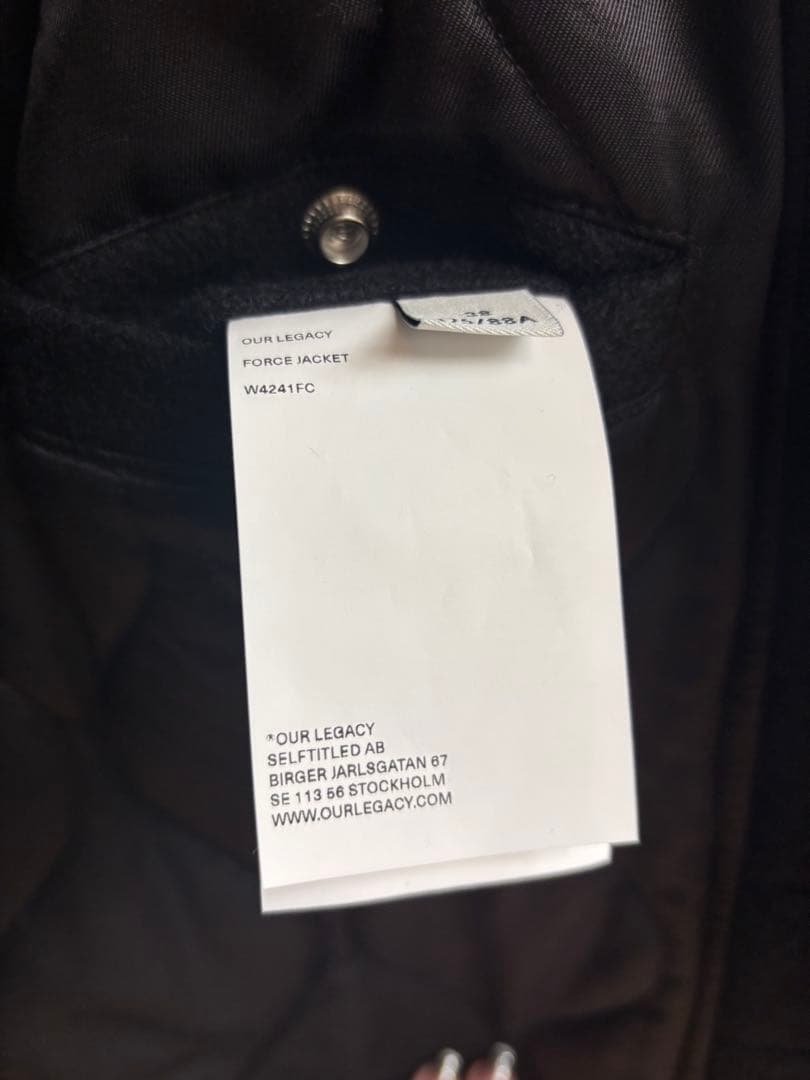 OUR LEGACY
FORCE JACKET
W4241FC
*OUR LEGACY
SELFTITLED AB
BIRGER JARLSGATAN 67
SE 113 56 STOCKHOLM
WWW.OURLEGACY.COM